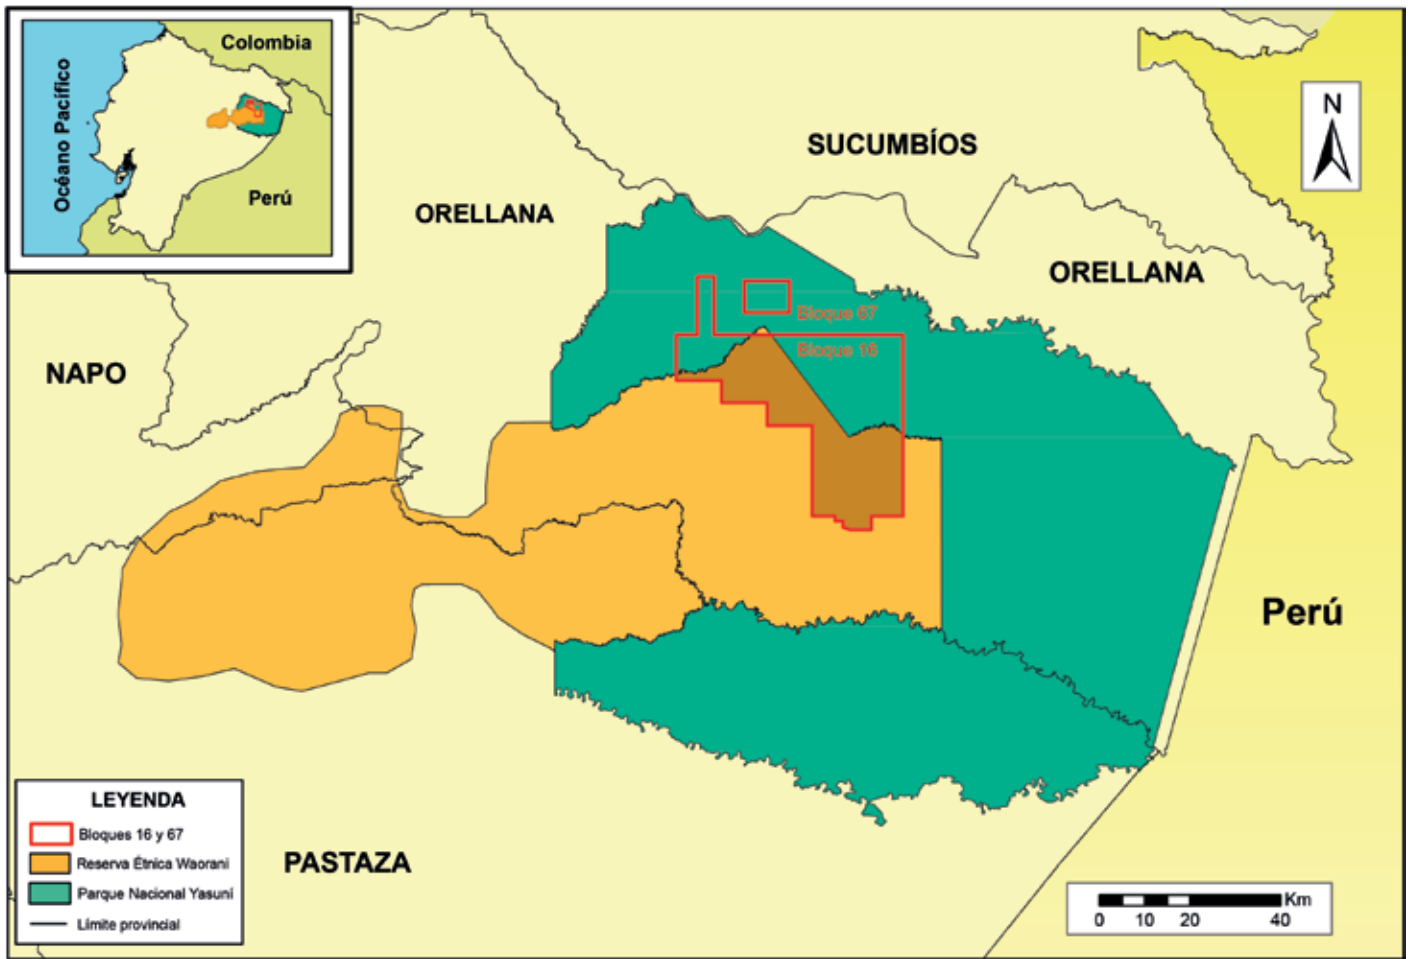 Colombia
Océano Pacífico
Perú
N
SUCUMBÍOS
ORELLANA
ORELLANA
Bloque 67
Bloque 16
NAPO
Perú
PASTAZA
LEYENDA
Bloques 16 y 67
Reserva Étnica Waorani
Parque Nacional Yasuní
Límite provincial
Km
0 10 20 40